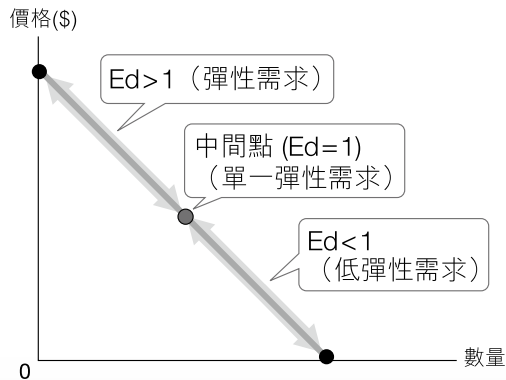 價格($)
Ed>1（彈性需求）
中間點 (Ed=1)
（單一彈性需求）
Ed<1
（低彈性需求）
0
數量